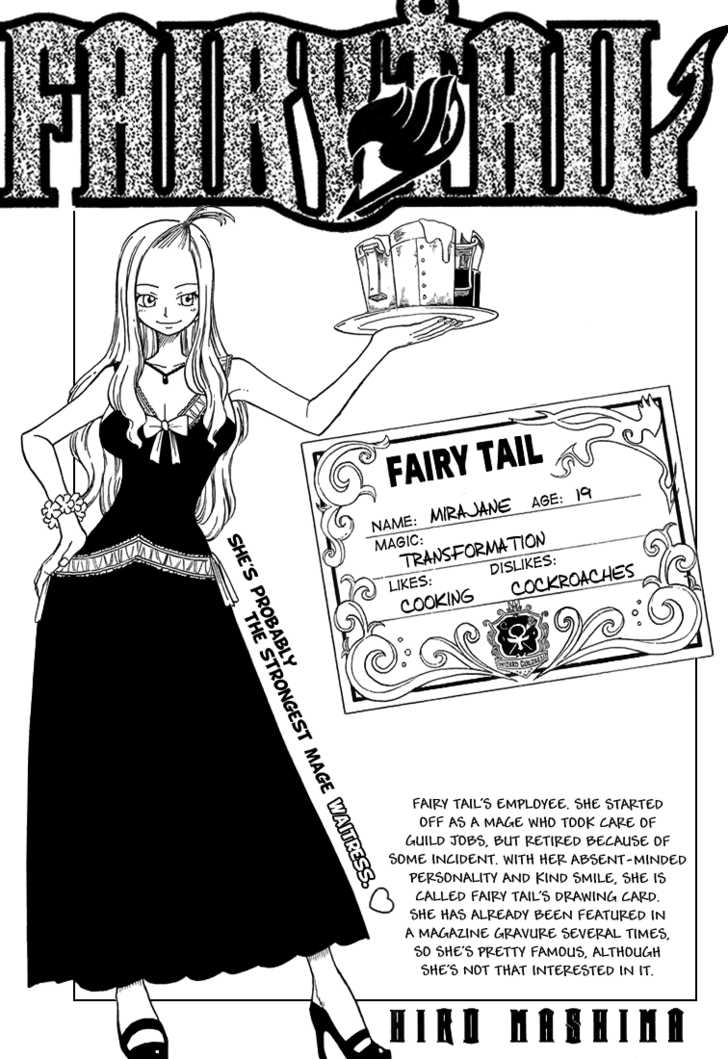 FAIRY TAIL
FAIRY TAIL
NAME: MIRAJANE AGE: 19
MAGIC:
TRANSFORMATION
LIKES: DISLIKES:
COOKING COCKROACHES
SHE'S PROBABLY
THE STRONGEST MAGE WAITRESS.
FAIRY TAIL'S EMPLOYEE. SHE STARTED
OFF AS A MAGE WHO TOOK CARE OF
GUILD JOBS, BUT RETIRED BECAUSE OF
SOME INCIDENT. WITH HER ABSENT-MINDED
PERSONALITY AND KIND SMILE, SHE IS
CALLED FAIRY TAIL'S DRAWING CARD.
SHE HAS ALREADY BEEN FEATURED IN
A MAGAZINE GRAVURE SEVERAL TIMES,
SO SHE'S PRETTY FAMOUS, ALTHOUGH
SHE'S NOT THAT INTERESTED IN IT.
HIRO MASHIMA